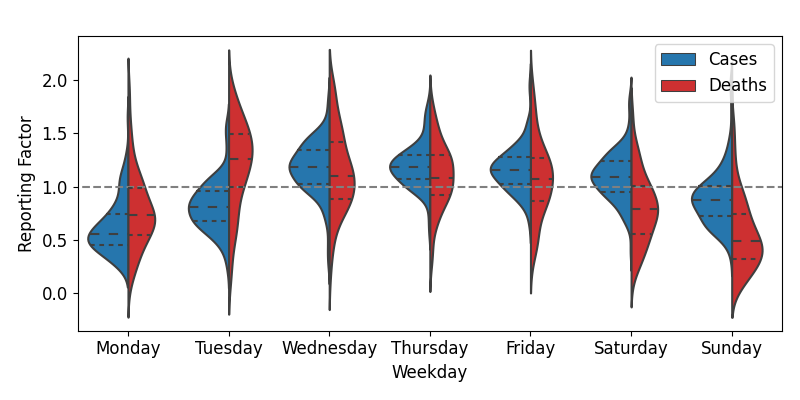 Reporting Factor
2.0
1.5
1.0
0.5
0.0
Cases
Deaths
Monday Tuesday Wednesday Thursday Friday Saturday Sunday
Weekday